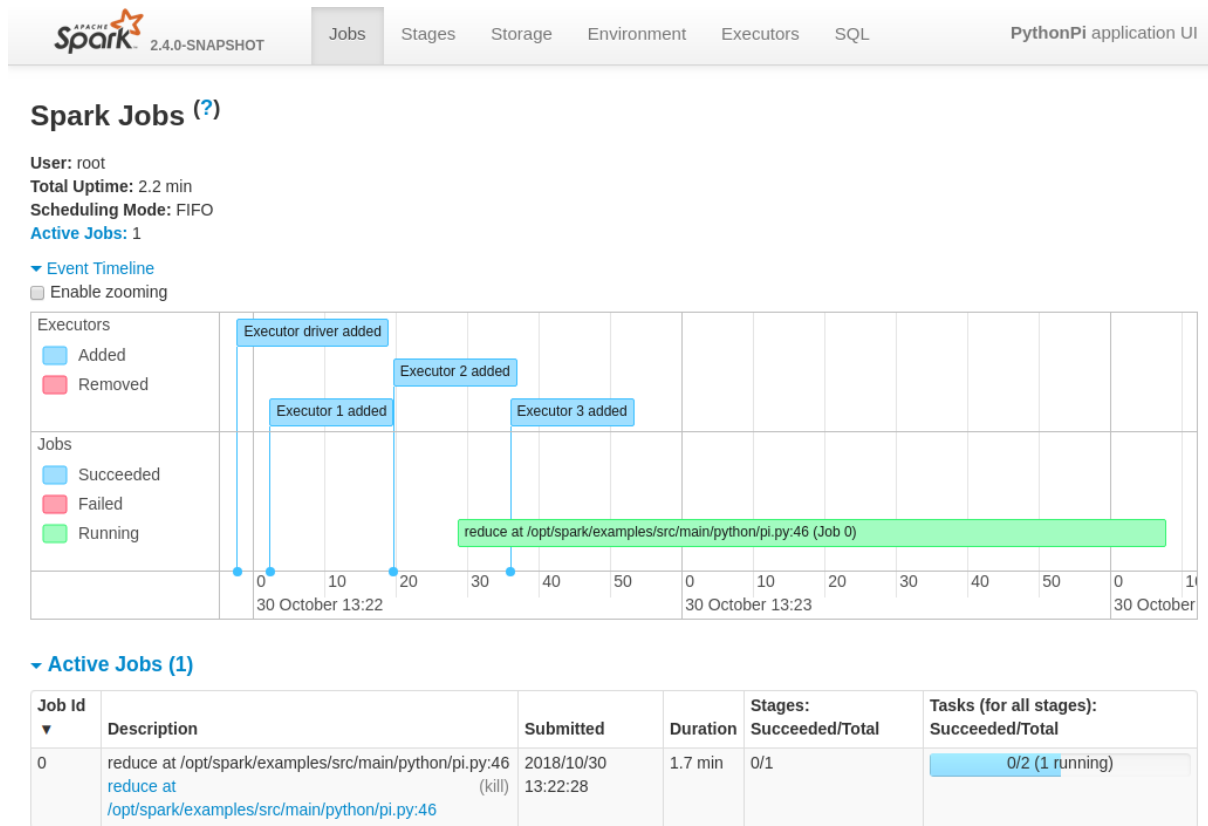 APACHE
Spark 2.4.0-SNAPSHOT Jobs Stages Storage Environment Executors SQL PythonPi application UI
Spark Jobs (?)
User: root
Total Uptime: 2.2 min
Scheduling Mode: FIFO
Active Jobs: 1
Event Timeline
Enable zooming
Executors
Added
Removed
Executor driver added
Executor 2 added
Executor 1 added
Executor 3 added
Jobs
Succeeded
Failed
Running
reduce at /opt/spark/examples/src/main/python/pi.py:46 (Job 0)
0 10 20 30 40 50 0 10 20 30 40 50 0 10
30 October 13:22 30 October 13:23 30 October
Active Jobs (1)
Job Id ▼ Description Submitted Duration Stages: Succeeded/Total Tasks (for all stages): Succeeded/Total
0 reduce at /opt/spark/examples/src/main/python/pi.py:46 2018/10/30 1.7 min 0/1 0/2 (1 running)
reduce at (kill) 13:22:28
/opt/spark/examples/src/main/python/pi.py:46